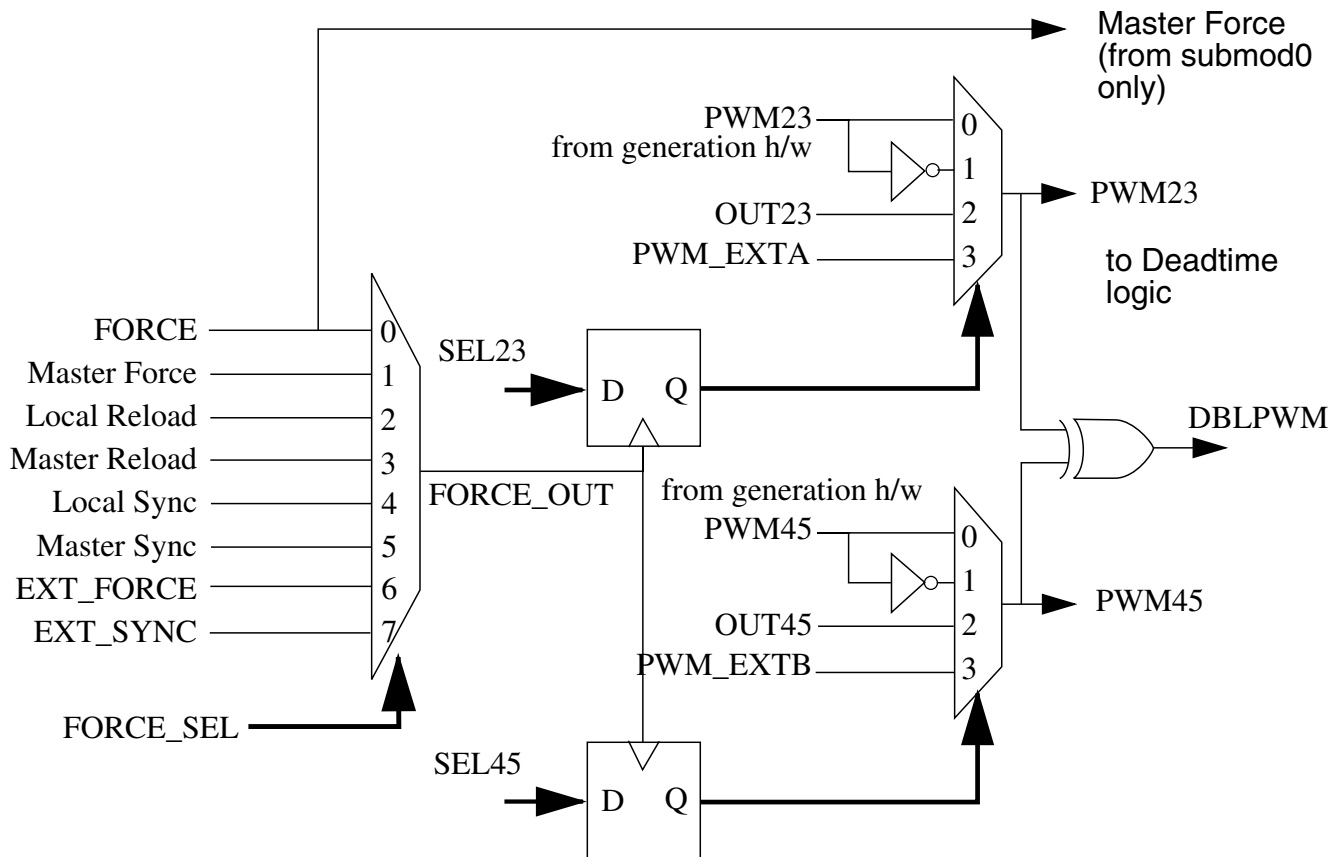 Master Force
(from submod0
only)
PWM23
from generation h/w
0
1
OUT23
2
PWM_EXTA
3
PWM23
to Deadtime
logic
FORCE
0
Master Force
1
Local Reload
2
Master Reload
3
Local Sync
4
Master Sync
5
EXT_FORCE
6
EXT_SYNC
7
FORCE_SEL
FORCE_OUT
SEL23
D Q
DBLPWM
from generation h/w
PWM45
0
1
OUT45
2
PWM_EXTB
3
PWM45
SEL45
D Q